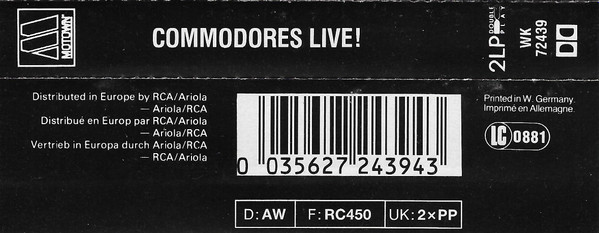 MOTOWN
COMMODORES LIVE!
2LP DOUBLE PLAY
WK
72439
Distributed in Europe by RCA/Ariola
— Ariola/RCA
Distribué en Europ par RCA/Ariola
— Ariola/RCA
Vertrieb in Europa durch Ariola/RCA
— RCA/Ariola
0 035627 243943
Printed in W. Germany.
Imprimé en Allemagne
LC 0881
D: AW F: RC450 UK: 2×PP